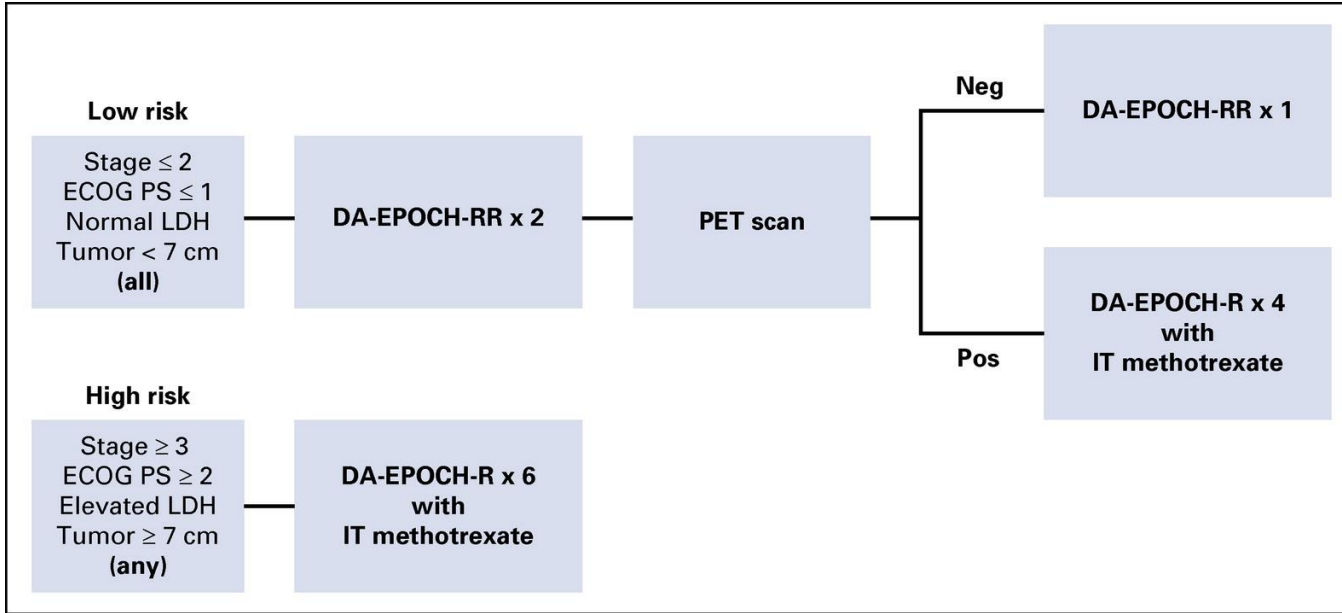 Low risk
Stage ≤ 2
ECOG PS ≤ 1
Normal LDH
Tumor < 7 cm
(all)
DA-EPOCH-RR x 2
PET scan
Neg
DA-EPOCH-RR x 1
Pos
DA-EPOCH-R x 4
with
IT methotrexate
High risk
Stage ≥ 3
ECOG PS ≥ 2
Elevated LDH
Tumor ≥ 7 cm
(any)
DA-EPOCH-R x 6
with
IT methotrexate